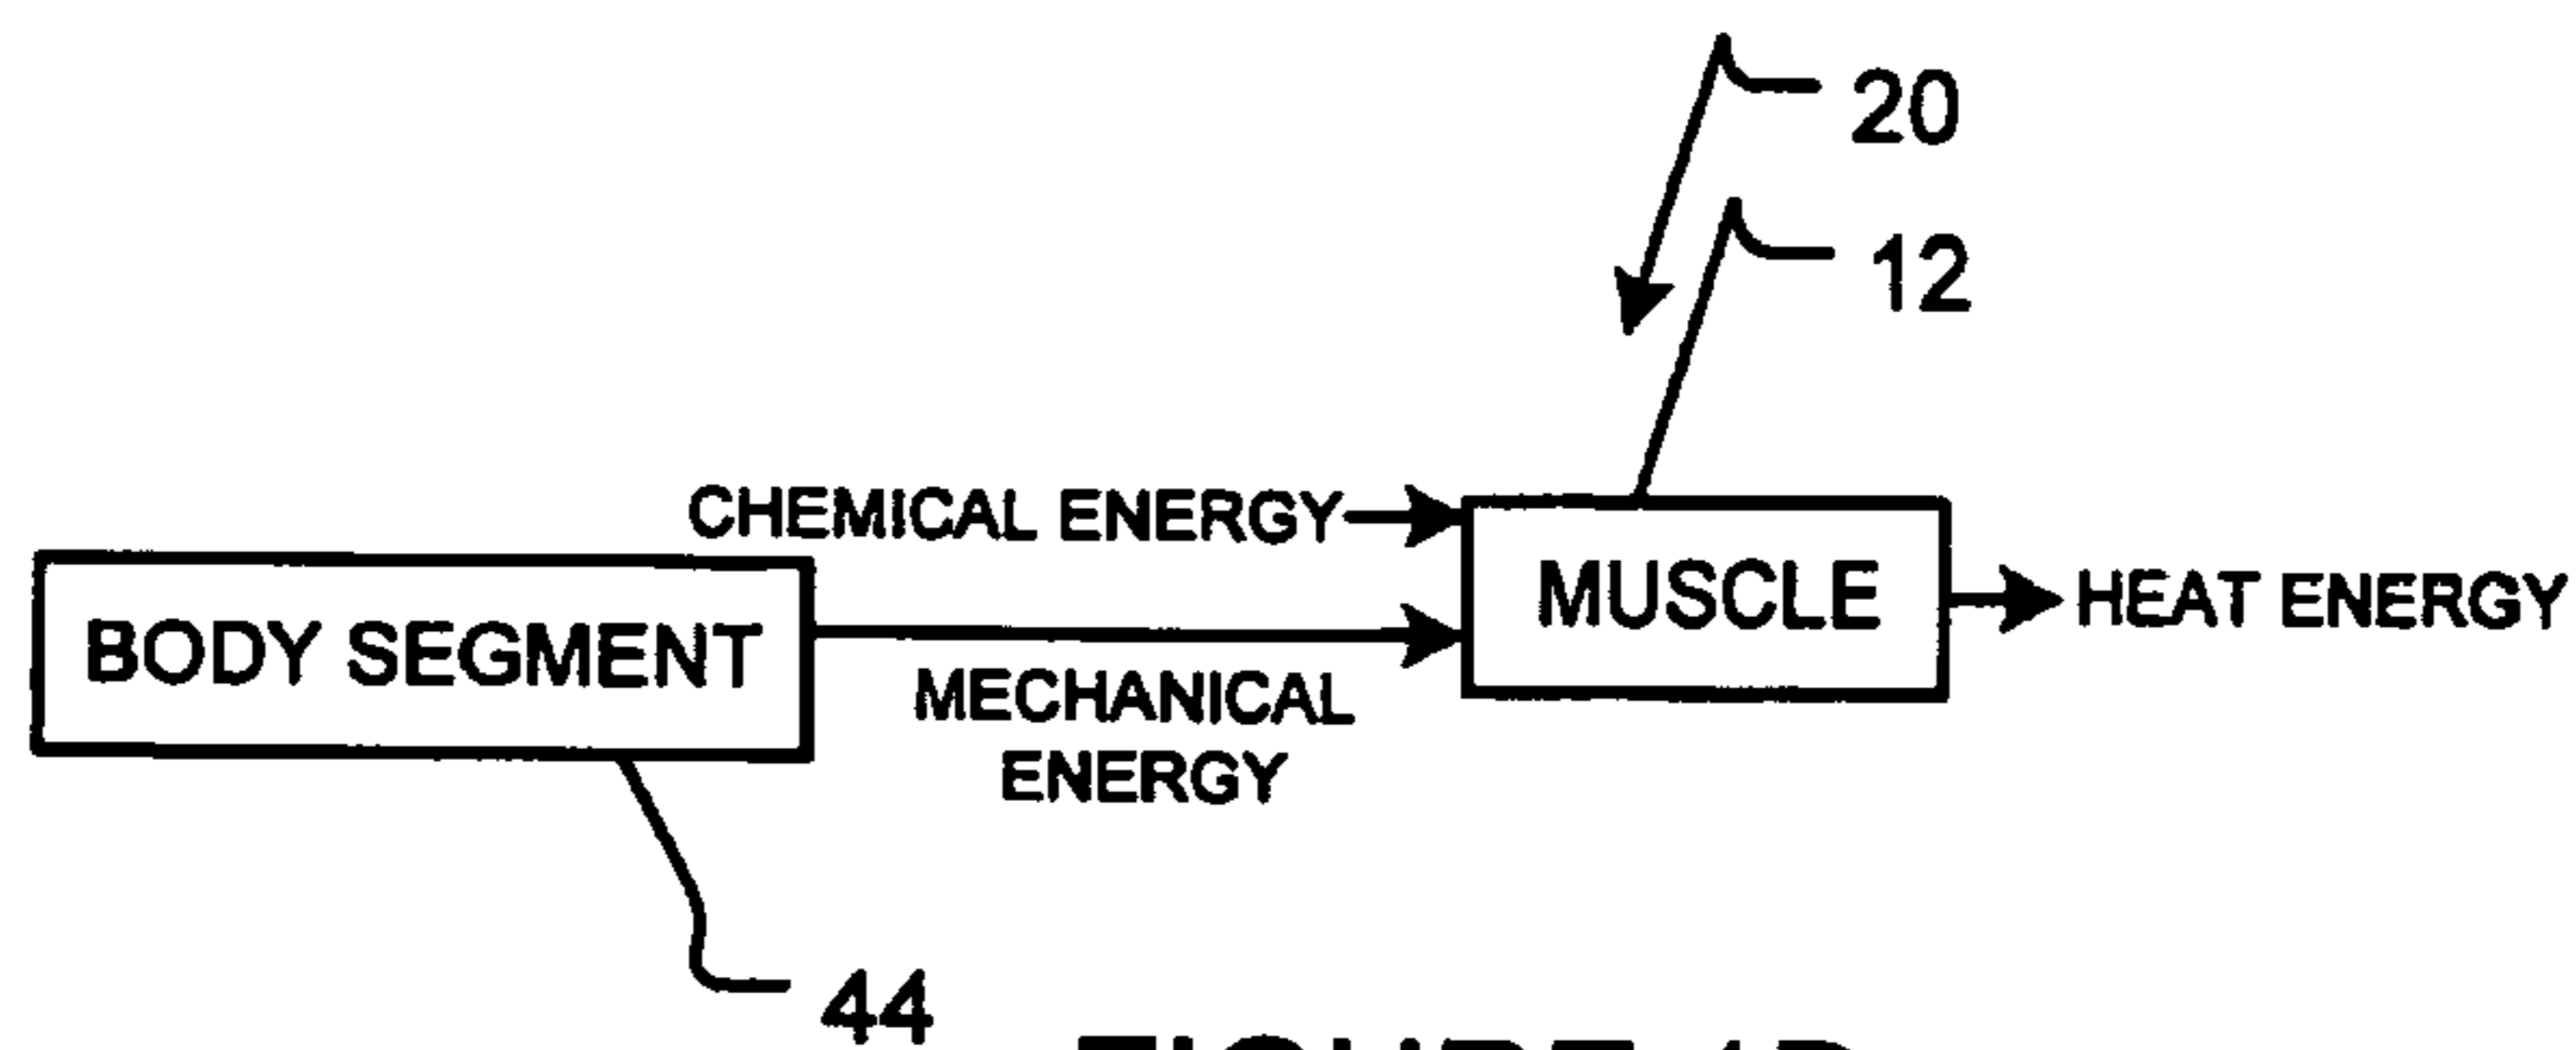 20
12
CHEMICAL ENERGY
MUSCLE
HEAT ENERGY
BODY SEGMENT
MECHANICAL
ENERGY
44